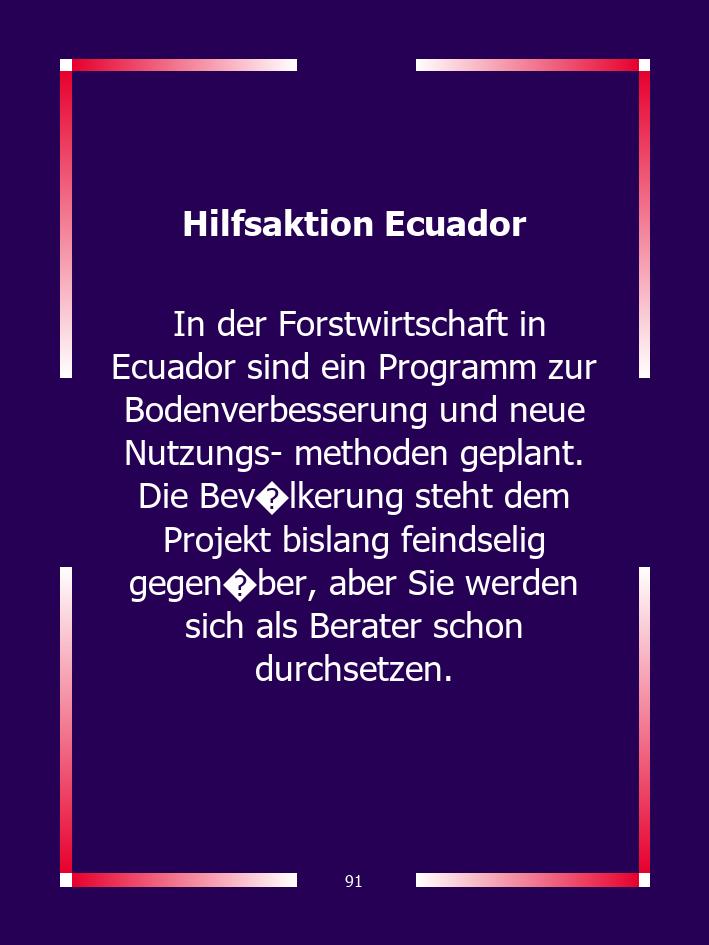 Hilfsaktion Ecuador
In der Forstwirtschaft in
Ecuador sind ein Programm zur
Bodenverbesserung und neue
Nutzungs- methoden geplant.
Die Bev�lkerung steht dem
Projekt bislang feindselig
gegen�ber, aber Sie werden
sich als Berater schon
durchsetzen.
91